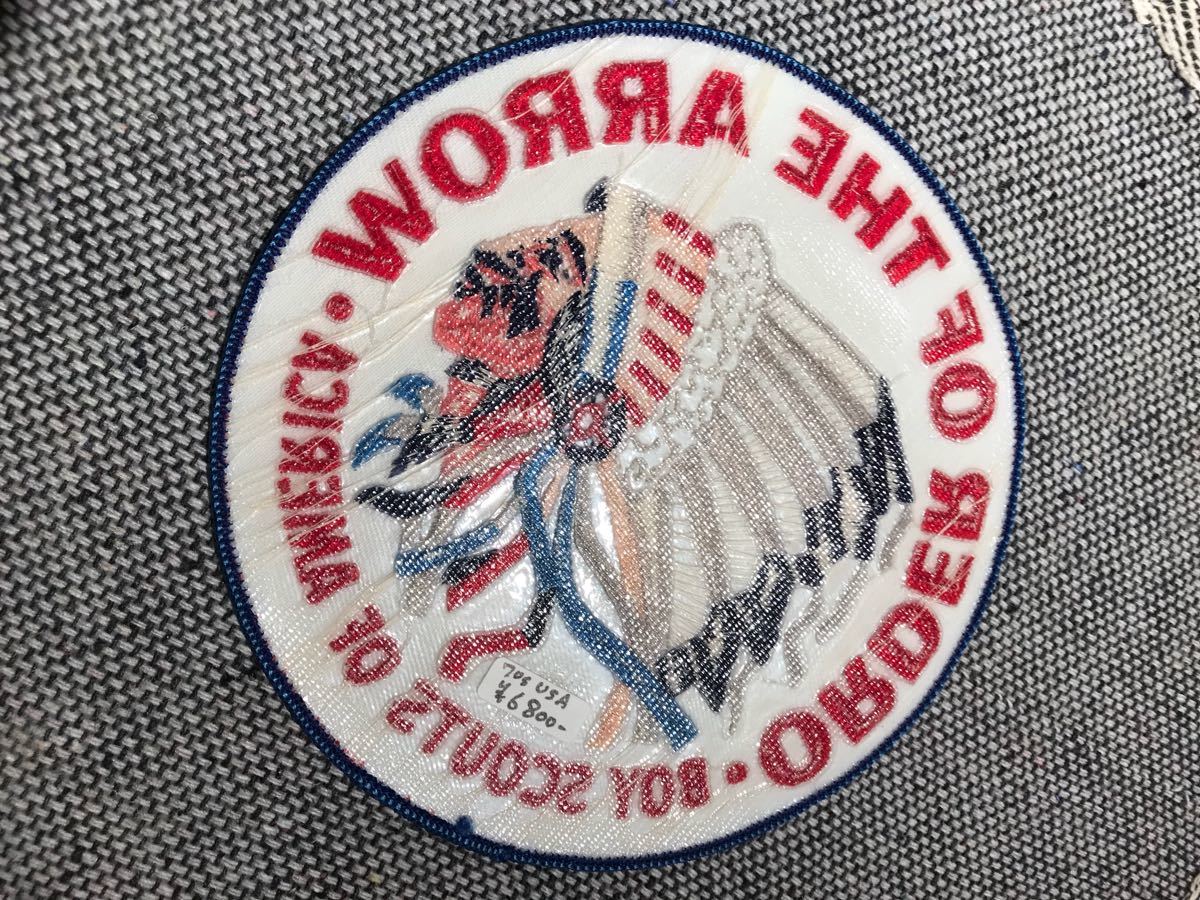 ORDER OF THE ARROW
• BOY SCOUTS OF AMERICA •
70s USA
¥6800-